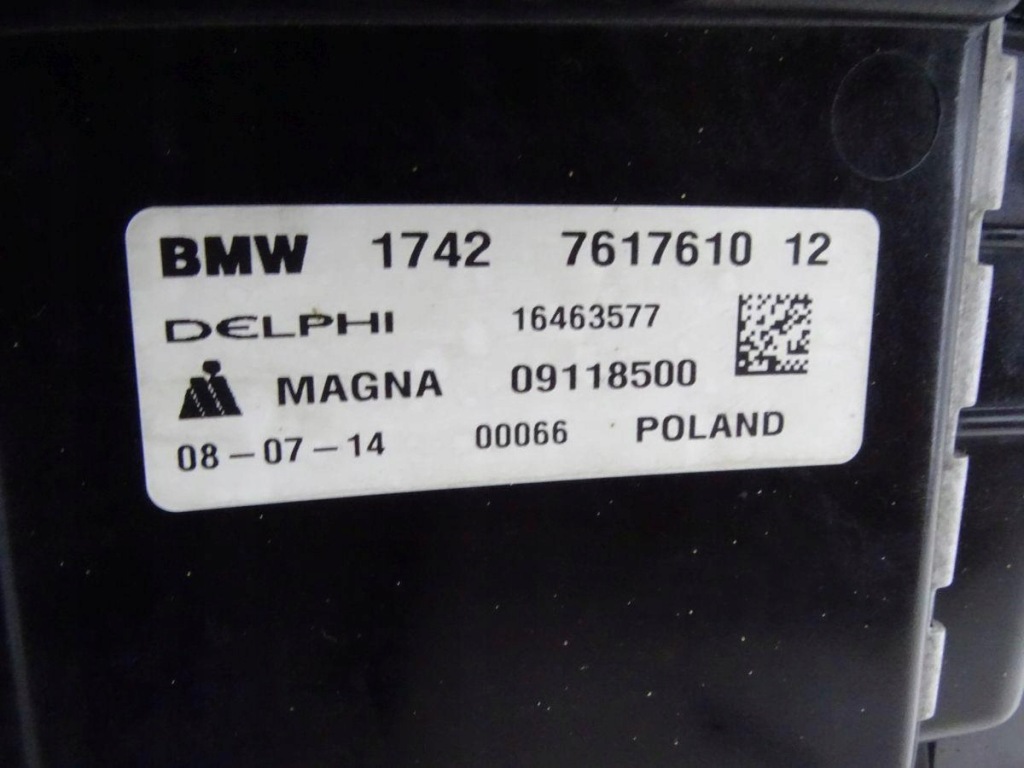 BMW 1742 7617610 12
DELPHI 16463577
MAGNA 09118500
08-07-14 00066 POLAND